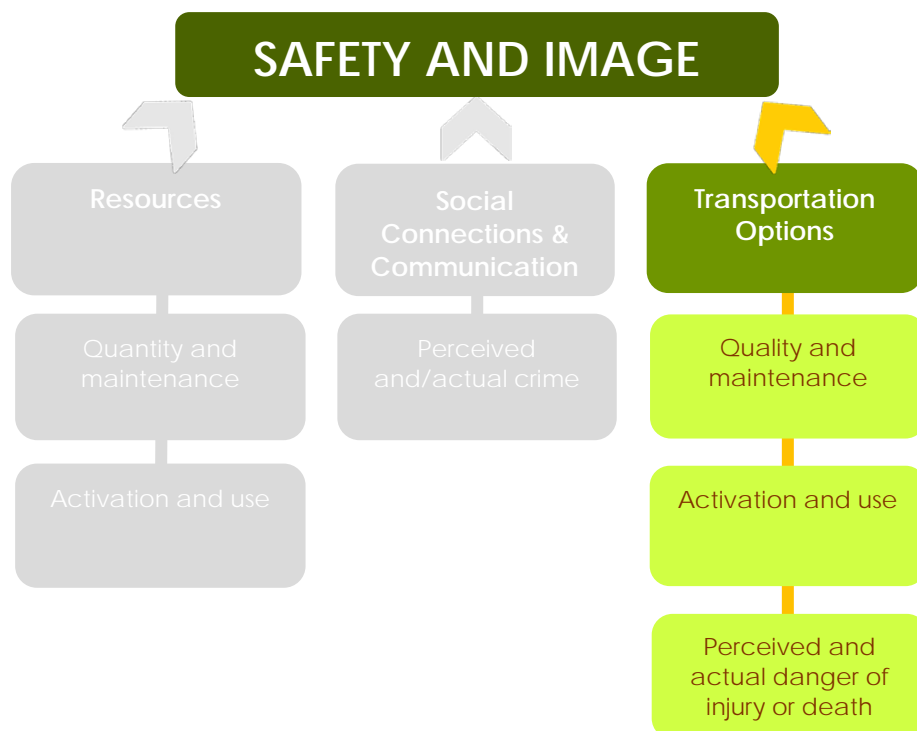 SAFETY AND IMAGE
Resources
Quantity and
maintenance
Activation and use
Social
Connections &
Communication
Perceived
and/actual crime
Transportation
Options
Quality and
maintenance
Activation and use
Perceived and
actual danger of
injury or death